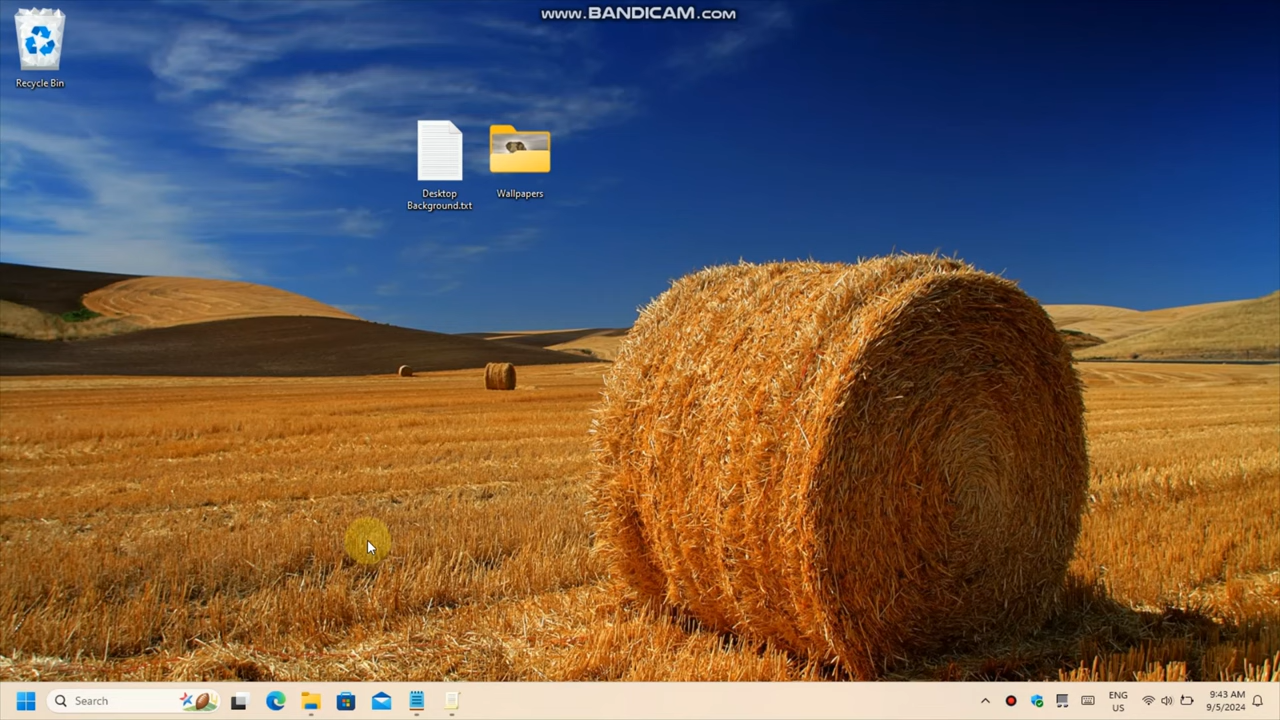 www.BANDICAM.com
Recycle Bin
Desktop
Background.txt
Wallpapers
Search
ENG
US
9:43 AM
9/5/2024